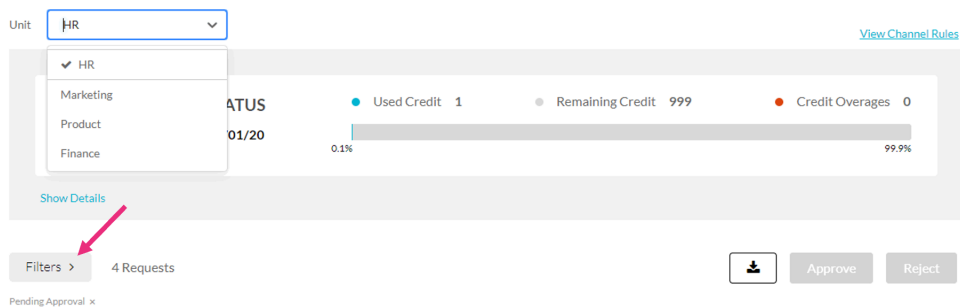 Unit HR
View Channel Rules
HR
Marketing
Product
Finance
ATUS
/01/20
Used Credit 1 Remaining Credit 999 Credit Overages 0
0.1% 99.9%
Show Details
Filters > 4 Requests Approve Reject
Pending Approval ×